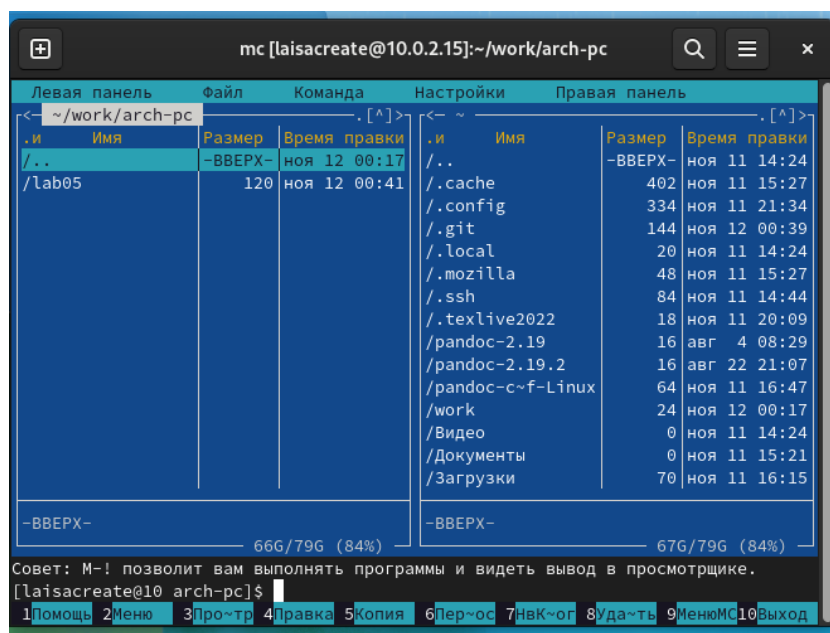 mc [laisacreate@10.0.2.15]:~/work/arch-pc
Левая панель Файл Команда Настройки Правая панель
<— ~/work/arch-pc .[^]> <— ~ .[^]>
.и Имя Размер Время правки .и Имя Размер Время правки
/.. -ВВЕРХ- ноя 12 00:17 /.. -ВВЕРХ- ноя 11 14:24
/lab05 120 ноя 12 00:41 /.cache 402 ноя 11 15:27
/.config 334 ноя 11 21:34
/.git 144 ноя 12 00:39
/.local 20 ноя 11 14:24
/.mozilla 48 ноя 11 15:27
/.ssh 84 ноя 11 14:44
/.texlive2022 18 ноя 11 20:09
/pandoc-2.19 16 авг 4 08:29
/pandoc-2.19.2 16 авг 22 21:07
/pandoc-c~f-Linux 64 ноя 11 16:47
/work 24 ноя 12 00:17
/Видео 0 ноя 11 14:24
/Документы 0 ноя 11 15:21
/Загрузки 70 ноя 11 16:15
-ВВЕРХ- -ВВЕРХ-
66G/79G (84%) 67G/79G (84%)
Совет: M-! позволит вам выполнять программы и видеть вывод в просмотрщике.
[laisacreate@10 arch-pc]$
1Помощь 2Меню 3Про~тр 4Правка 5Копия 6Пер~ос 7НвК~ог 8Уда~ть 9МенюMC 10Выход